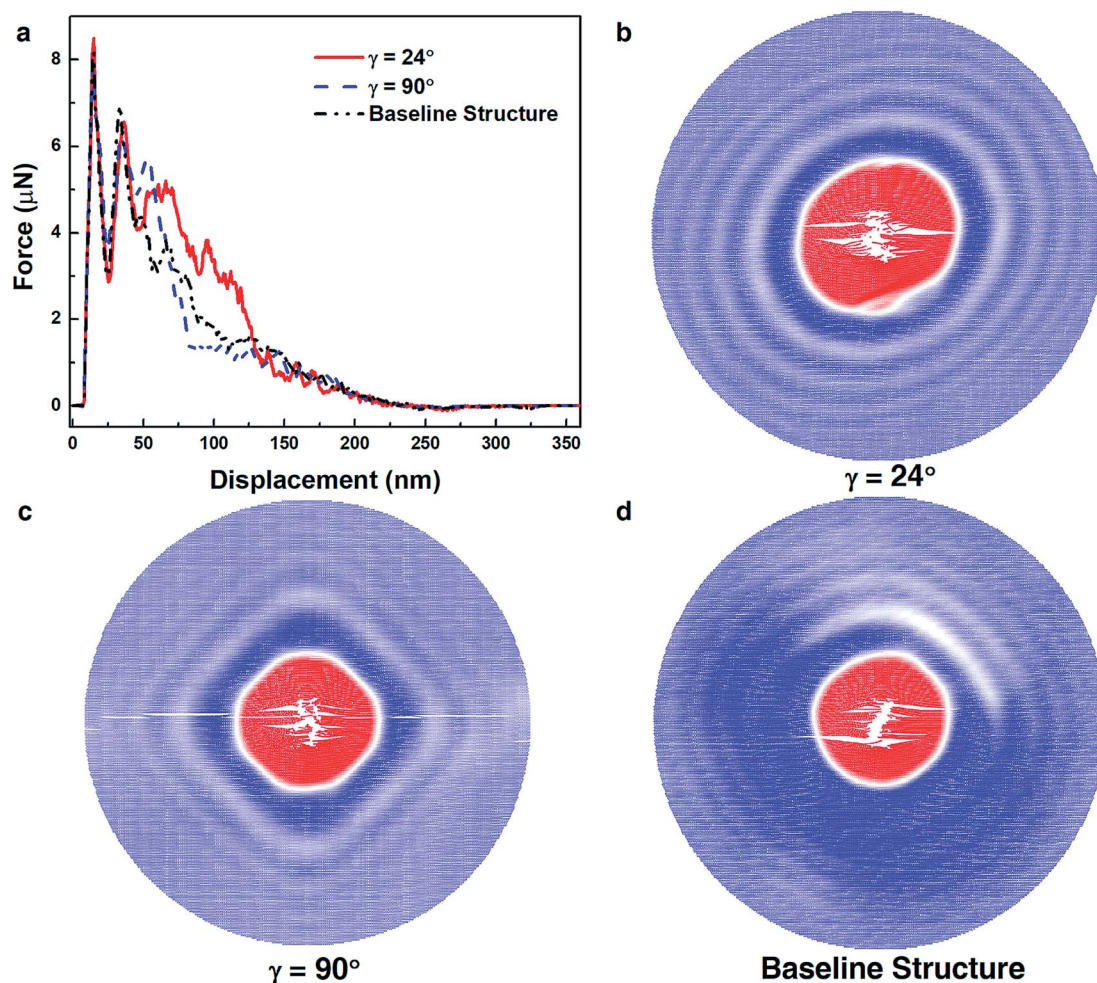 a
γ = 24°
γ = 90°
Baseline Structure
8
6
4
2
0
Force (μN)
0 50 100 150 200 250 300 350
Displacement (nm)
b
γ = 24°
c
γ = 90°
d
Baseline Structure